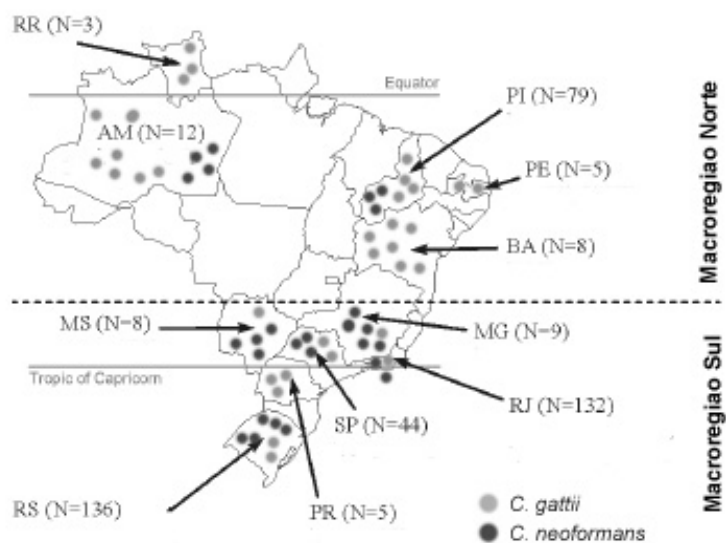 RR (N=3)
Equator
PI (N=79)
AM (N=12)
PE (N=5)
BA (N=8)
Macroregiao Norte
MS (N=8)
MG (N=9)
Tropic of Capricorn
RJ (N=132)
SP (N=44)
RS (N=136)
PR (N=5)
Macroregiao Sul
C. gattii
C. neoformans